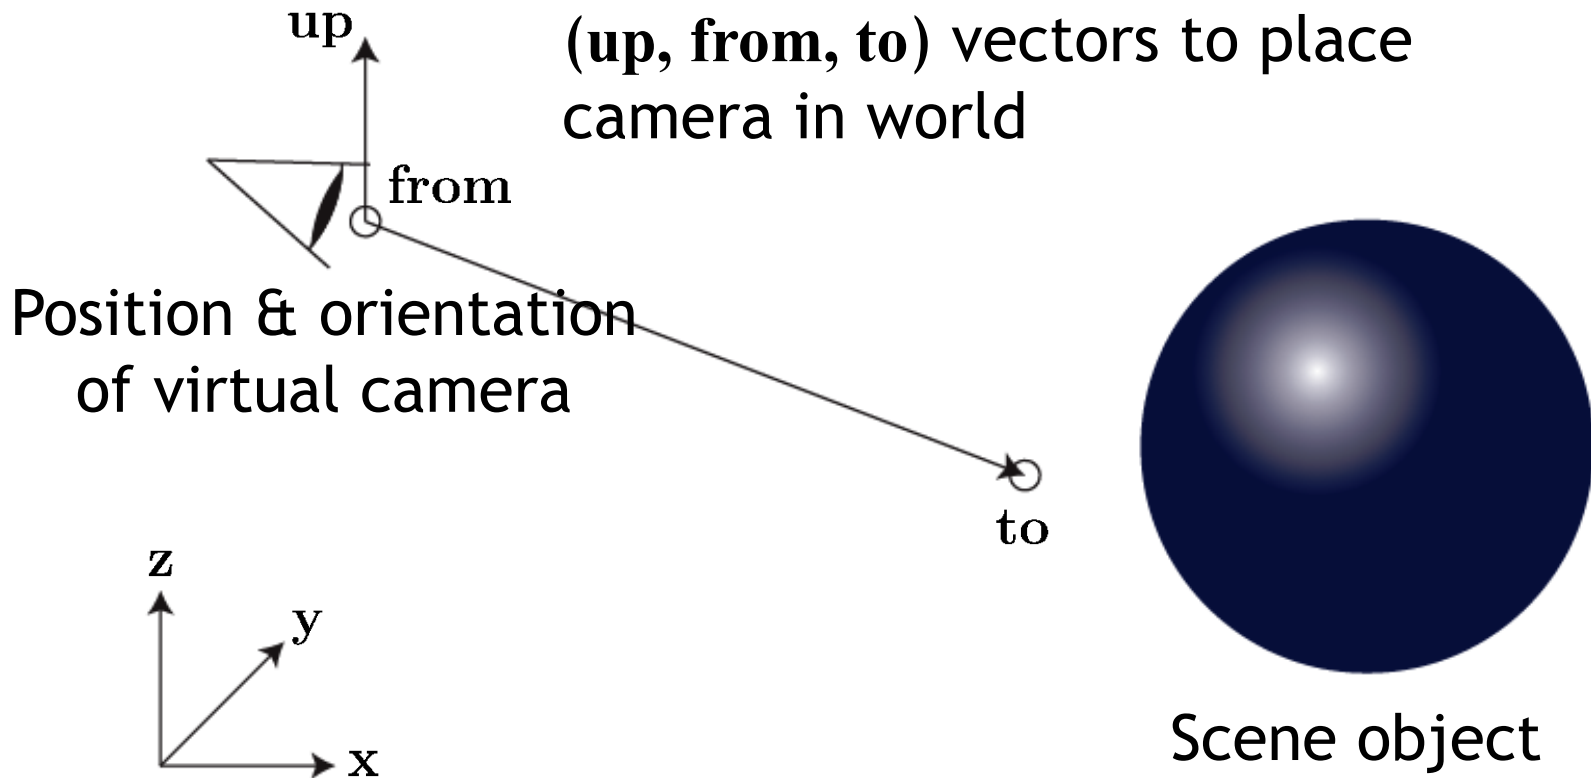 up
(up, from, to) vectors to place
camera in world
from
Position & orientation
of virtual camera
to
z
y
x
Scene object